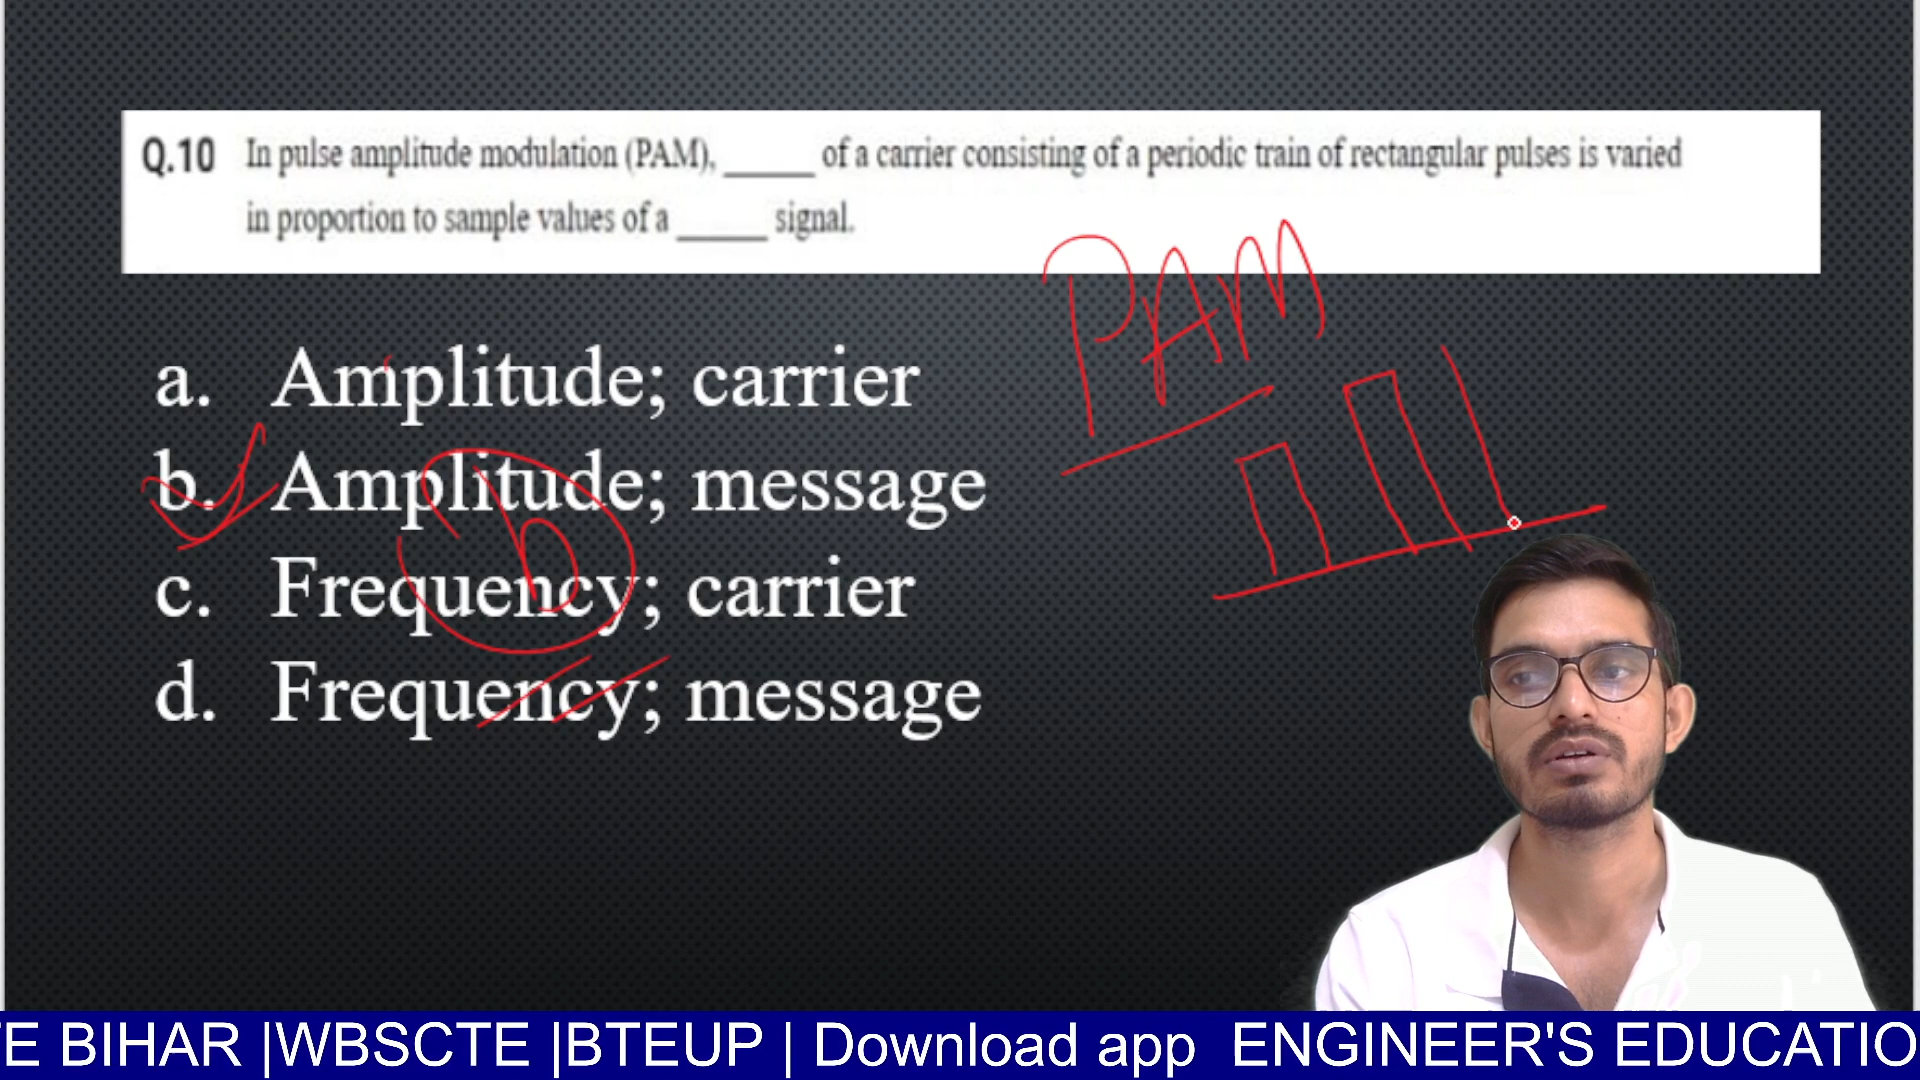 Q.10 In pulse amplitude modulation (PAM), ______ of a carrier consisting of a periodic train of rectangular pulses is varied
in proportion to sample values of a ______ signal.
PAM
a. Amplitude; carrier
b. Amplitude; message
b
c. Frequency; carrier
d. Frequency; message
E BIHAR |WBSCTE |BTEUP | Download app ENGINEER'S EDUCATIO